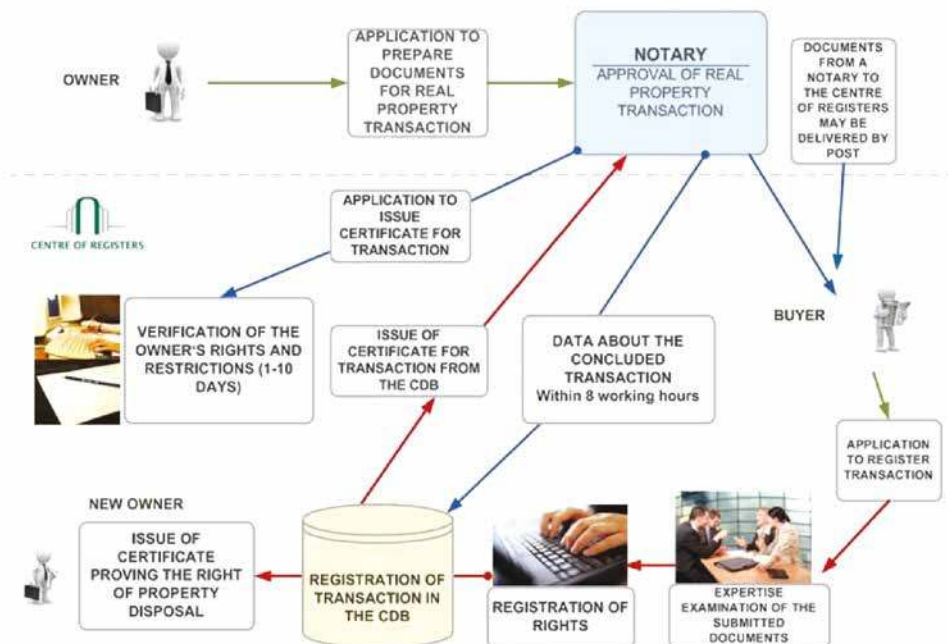 OWNER
APPLICATION TO
PREPARE
DOCUMENTS
FOR REAL
PROPERTY
TRANSACTION
NOTARY
APPROVAL OF REAL
PROPERTY
TRANSACTION
DOCUMENTS
FROM A
NOTARY TO
THE CENTRE
OF REGISTERS
MAY BE
DELIVERED BY
POST
CENTRE OF REGISTERS
APPLICATION TO
ISSUE
CERTIFICATE FOR
TRANSACTION
VERIFICATION OF THE
OWNER'S RIGHTS AND
RESTRICTIONS (1-10
DAYS)
ISSUE OF
CERTIFICATE FOR
TRANSACTION FROM
THE CDB
DATA ABOUT THE
CONCLUDED
TRANSACTION
Within 8 working hours
BUYER
APPLICATION
TO REGISTER
TRANSACTION
NEW OWNER
ISSUE OF
CERTIFICATE
PROVING THE RIGHT
OF PROPERTY
DISPOSAL
REGISTRATION OF
TRANSACTION IN
THE CDB
REGISTRATION OF
RIGHTS
EXPERTISE
EXAMINATION OF THE
SUBMITTED
DOCUMENTS